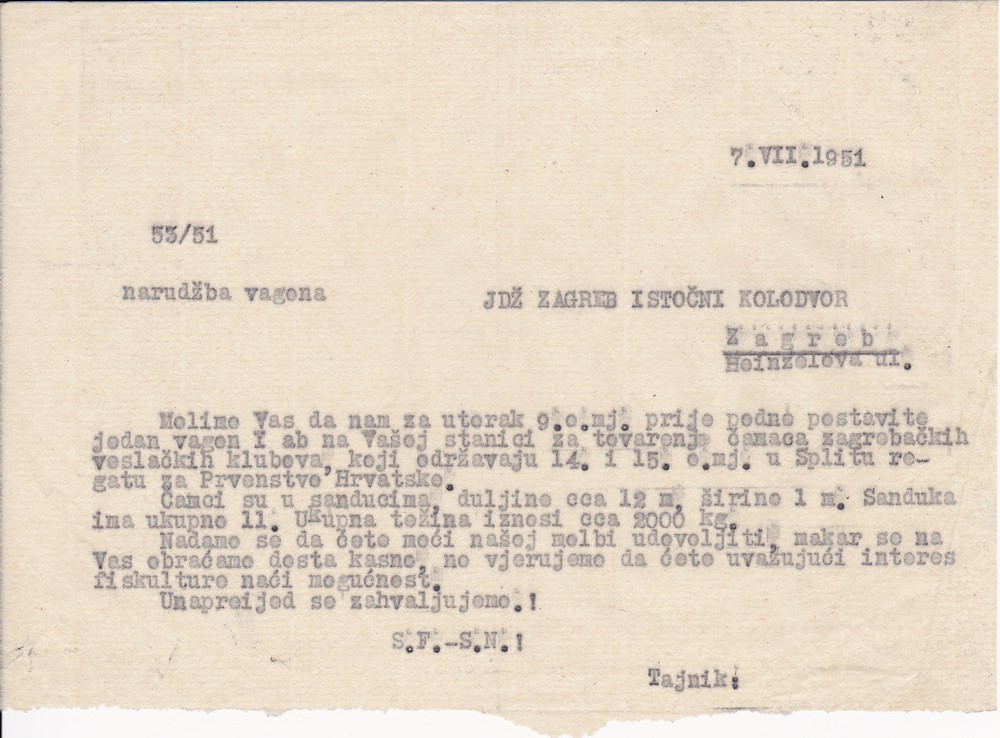 7.VII.1951
53/51
narudžba vagona
JDŽ ZAGREB ISTOČNI KOLODVOR
Z a g r e b
Heinzelova ul.
Molimo Vas da nam za utorak 9.o.mj. prije podne postavite
jedan vagon I ab na Vašoj stanici za tovarenje čamaca zagrebačkih
veslačkih klubova, koji održavaju 14. i 15. o.mj. u Splitu re-
gatu za Prvenstvo Hrvatske.
Čamci su u sanducima, duljine cca 12 m, širine 1 m. Sanduka
ima ukupno 11. Ukupna težina iznosi cca 2000 kg.
Nadamo se da ćete moći našoj molbi udovoljiti, makar se na
Vas obraćamo dosta kasno, no vjerujemo da ćete uvažujući interes
fiskulture naći mogućnost.
Unapreijed se zahvaljujemo.!
S.F.-S.N.!
Tajnik: